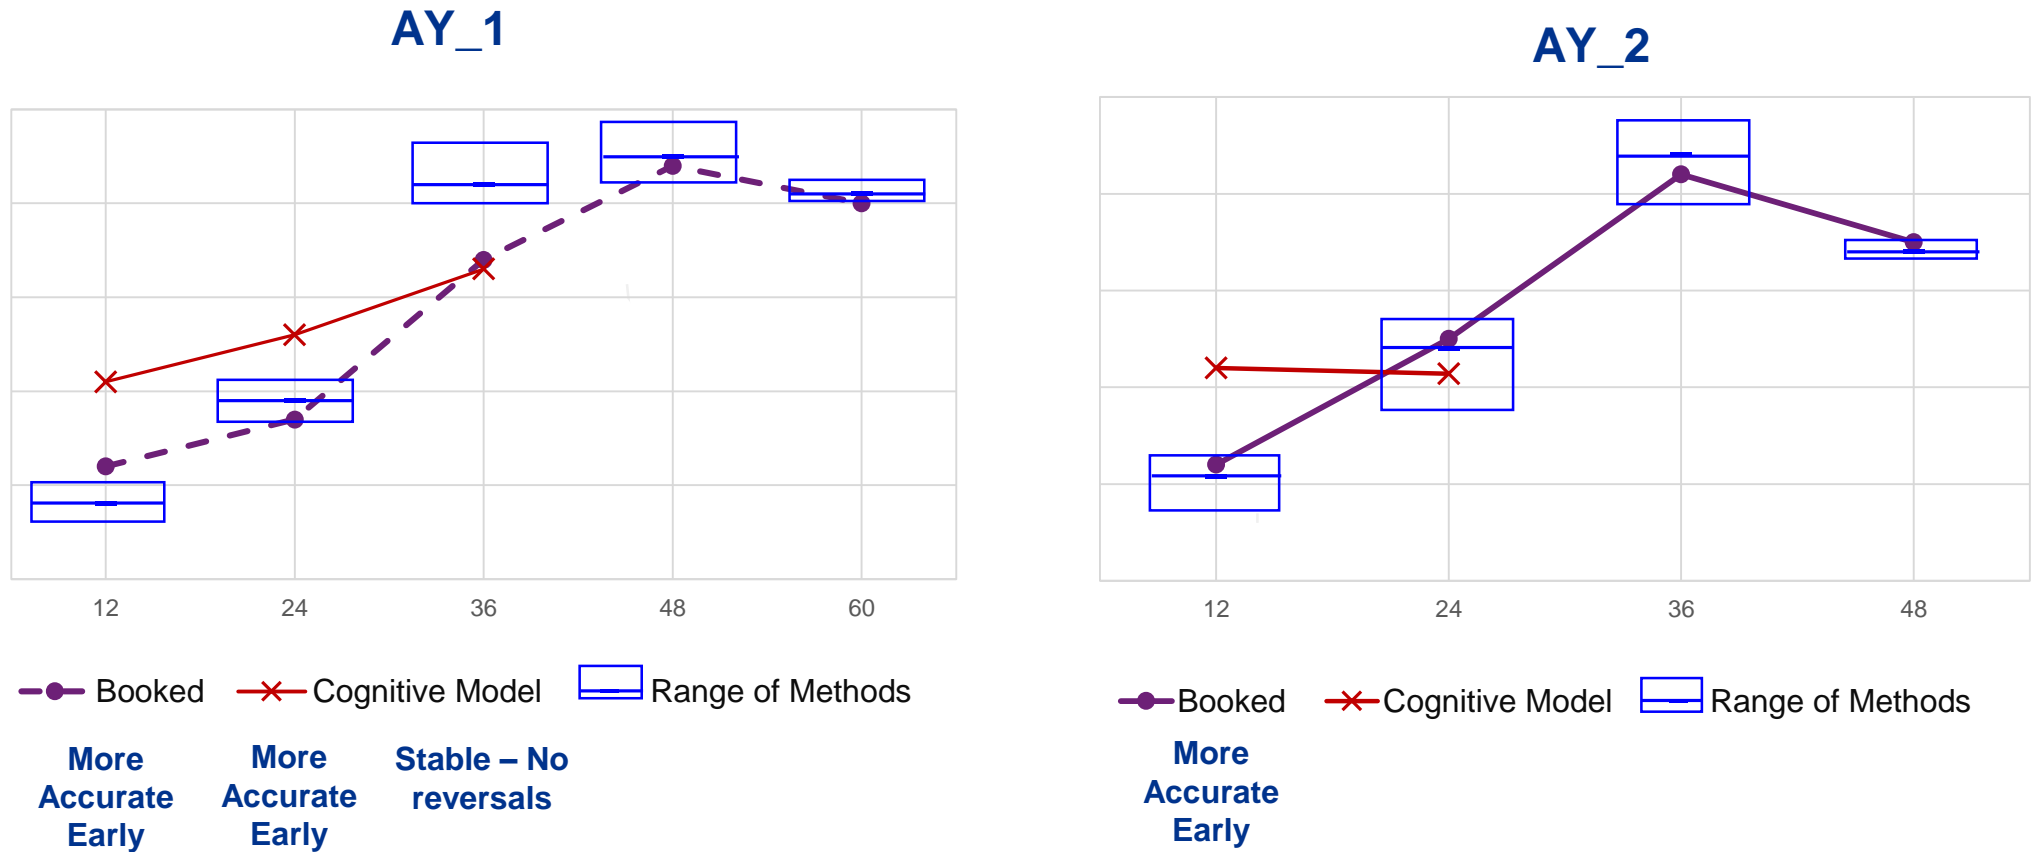 AY_1
12 24 36 48 60
Booked Cognitive Model Range of Methods
More
Accurate
Early
More
Accurate
Early
Stable – No
reversals
AY_2
12 24 36 48
Booked Cognitive Model Range of Methods
More
Accurate
Early